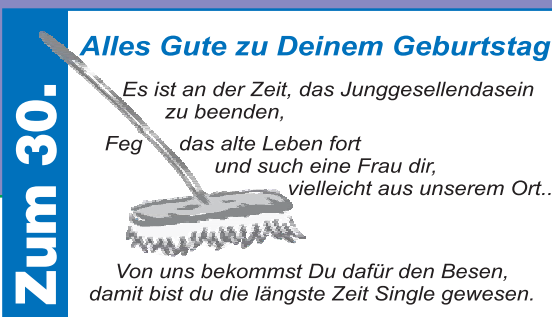 Zum 30.
Alles Gute zu Deinem Geburtstag
Es ist an der Zeit, das Junggesellendasein
zu beenden,
Feg das alte Leben fort
und such eine Frau dir,
vielleicht aus unserem Ort..
Von uns bekommst Du dafür den Besen,
damit bist du die längste Zeit Single gewesen.